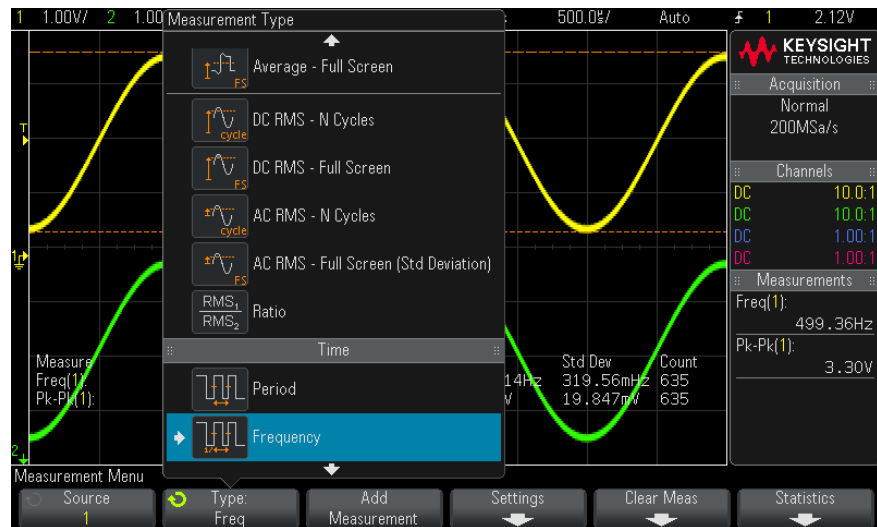 1 1.00V/ 2 1.00 500.0s/ Auto 1 2.12V
Measurement Type
Average - Full Screen
FS
DC RMS - N Cycles
cycle
DC RMS - Full Screen
FS
AC RMS - N Cycles
cycle
AC RMS - Full Screen (Std Deviation)
FS
RMS1
RMS2
Ratio
Time
Period
Frequency
1/
T
1
2
Measure
Freq(1):
Pk-Pk(1):
14Hz
V
Std Dev
319.56mHz
19.847mV
Count
635
635
KEYSIGHT
TECHNOLOGIES
Acquisition
Normal
200MSa/s
Channels
DC 10.0:1
DC 10.0:1
DC 1.00:1
DC 1.00:1
Measurements
Freq(1):
499.36Hz
Pk-Pk(1):
3.30V
Measurement Menu
Source
1
Type:
Freq
Add
Measurement
Settings
Clear Meas
Statistics